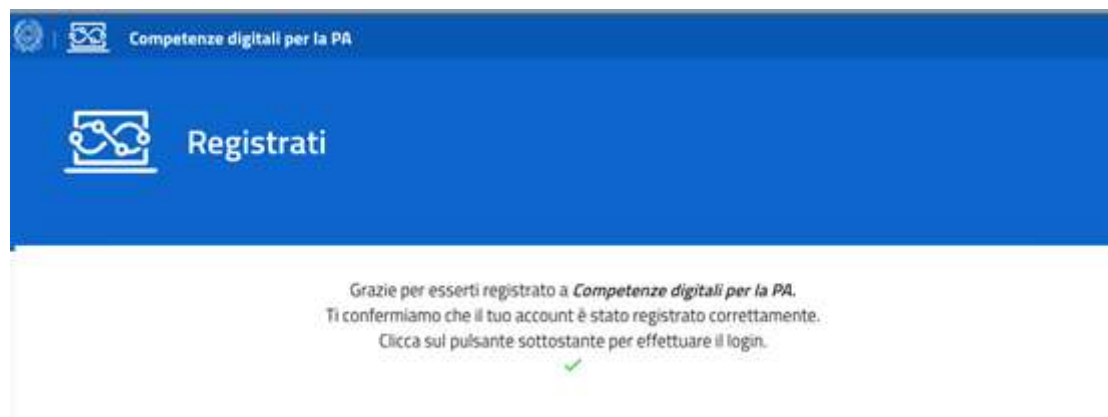 Competenze digitali per la PA
Registrati
Grazie per esserti registrato a Competenze digitali per la PA.
Ti confermiamo che il tuo account è stato registrato correttamente.
Clicca sul pulsante sottostante per effettuare il login.